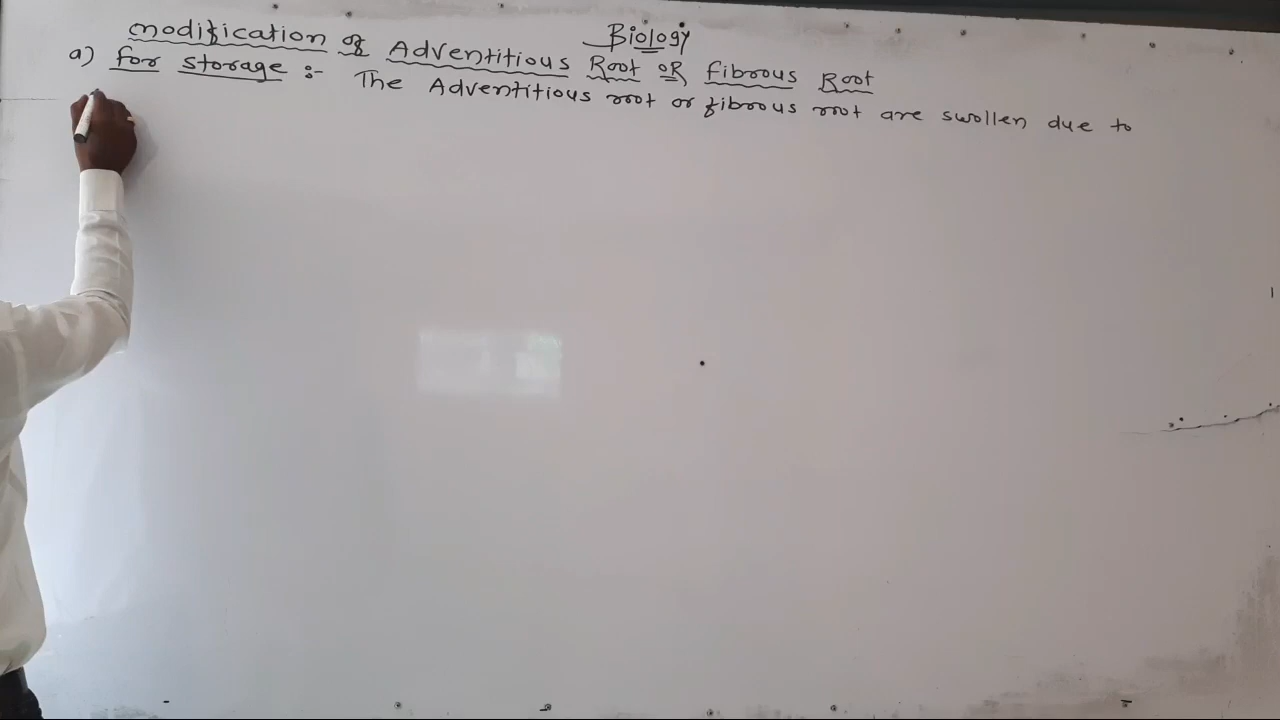 Biology
modification of Adventitious Root OR fibrous Root
a) for storage :- The Adventitious root or fibrous root are swollen due to